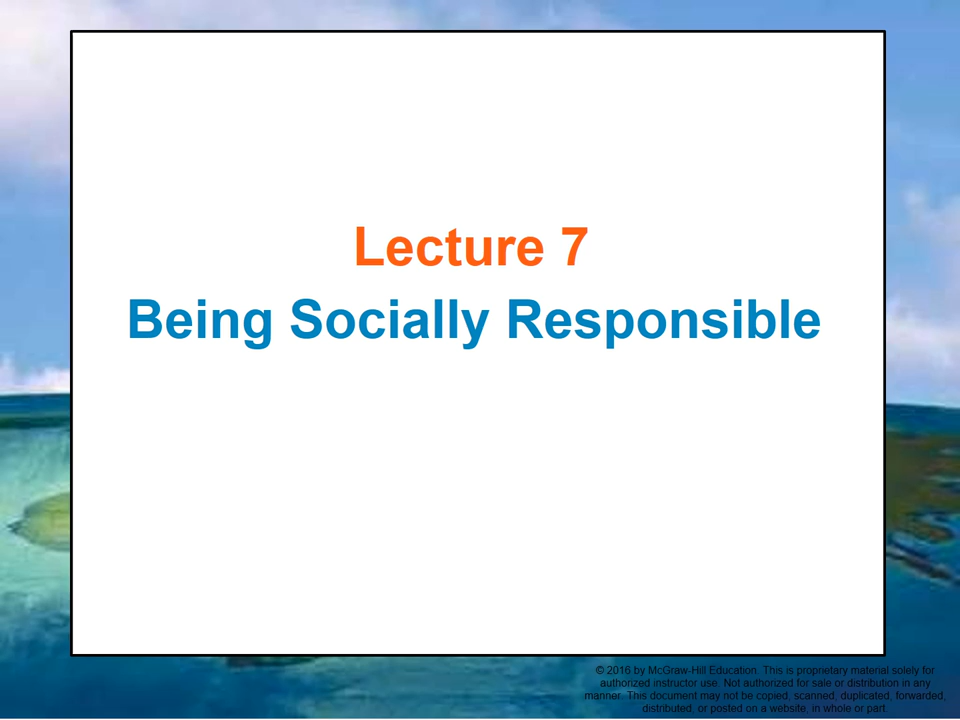 Lecture 7
Being Socially Responsible
© 2016 by McGraw-Hill Education. This is proprietary material solely for
authorized instructor use. Not authorized for sale or distribution in any
manner. This document may not be copied, scanned, duplicated, forwarded,
distributed, or posted on a website, in whole or part.